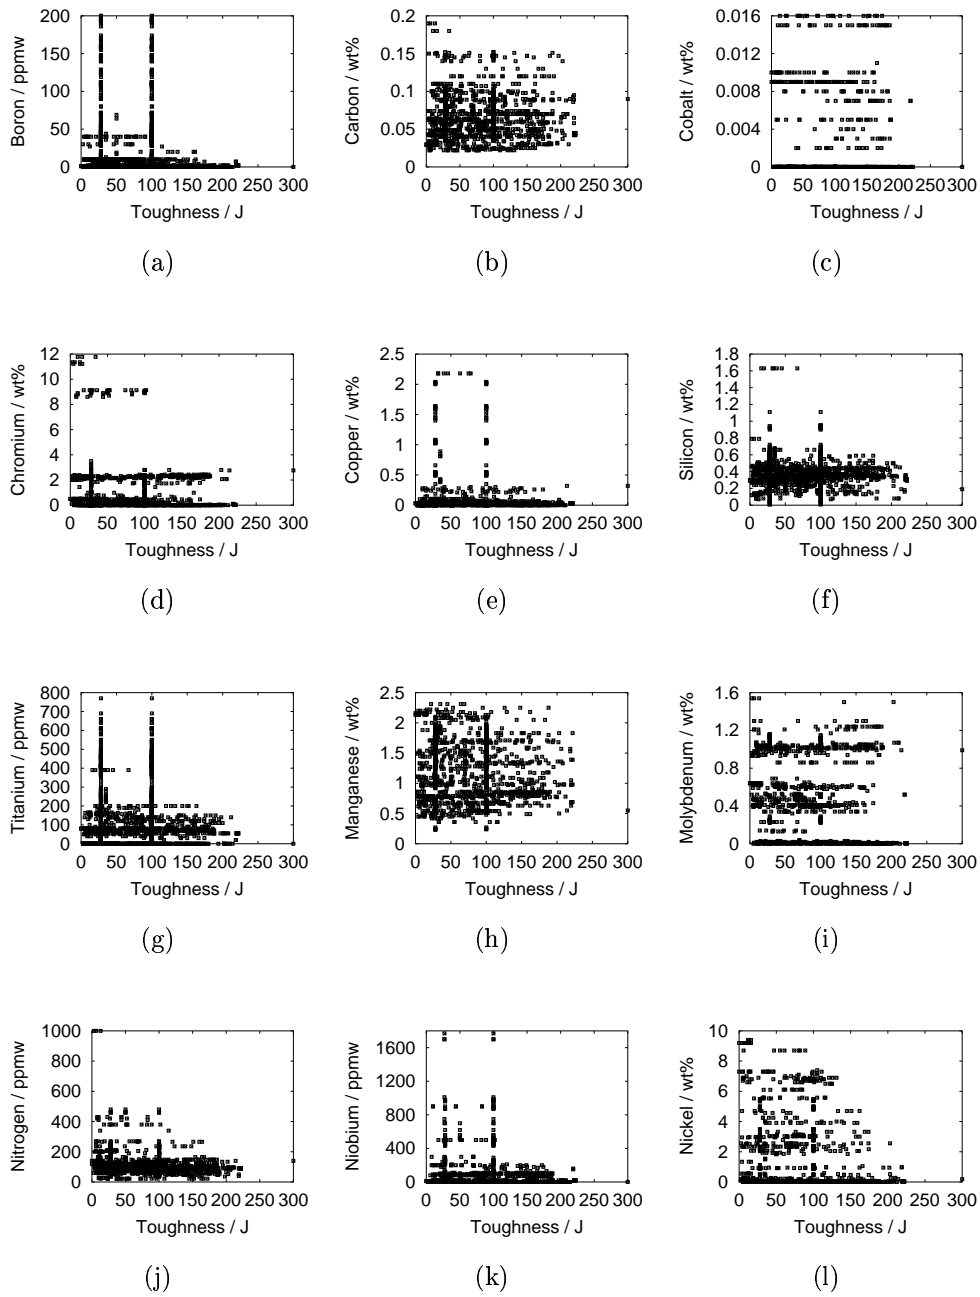 Boron / ppmw
200
150
100
50
0
0 50 100 150 200 250 300
Toughness / J
(a)
Carbon / wt%
0.2
0.15
0.1
0.05
0
0 50 100 150 200 250 300
Toughness / J
(b)
Cobalt / wt%
0.016
0.012
0.008
0.004
0
0 50 100 150 200 250 300
Toughness / J
(c)
Chromium / wt%
12
10
8
6
4
2
0
0 50 100 150 200 250 300
Toughness / J
(d)
Copper / wt%
2.5
2
1.5
1
0.5
0
0 50 100 150 200 250 300
Toughness / J
(e)
Silicon / wt%
1.8
1.6
1.4
1.2
1
0.8
0.6
0.4
0.2
0
0 50 100 150 200 250 300
Toughness / J
(f)
Titanium / ppmw
800
700
600
500
400
300
200
100
0
0 50 100 150 200 250 300
Toughness / J
(g)
Manganese / wt%
2.5
2
1.5
1
0.5
0
0 50 100 150 200 250 300
Toughness / J
(h)
Molybdenum / wt%
1.6
1.2
0.8
0.4
0
0 50 100 150 200 250 300
Toughness / J
(i)
Nitrogen / ppmw
1000
800
600
400
200
0
0 50 100 150 200 250 300
Toughness / J
(j)
Niobium / ppmw
1600
1200
800
400
0
0 50 100 150 200 250 300
Toughness / J
(k)
Nickel / wt%
10
8
6
4
2
0
0 50 100 150 200 250 300
Toughness / J
(l)